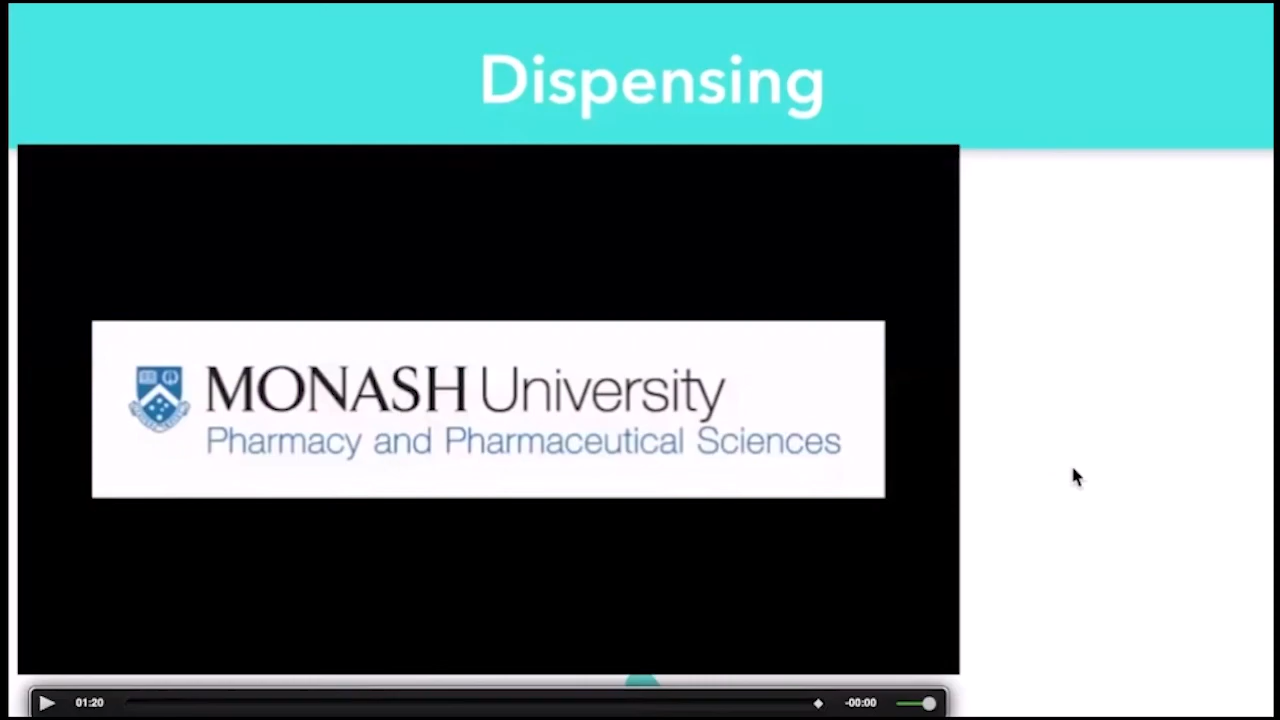 Dispensing
MONASH University
Pharmacy and Pharmaceutical Sciences
01:20
-00:00